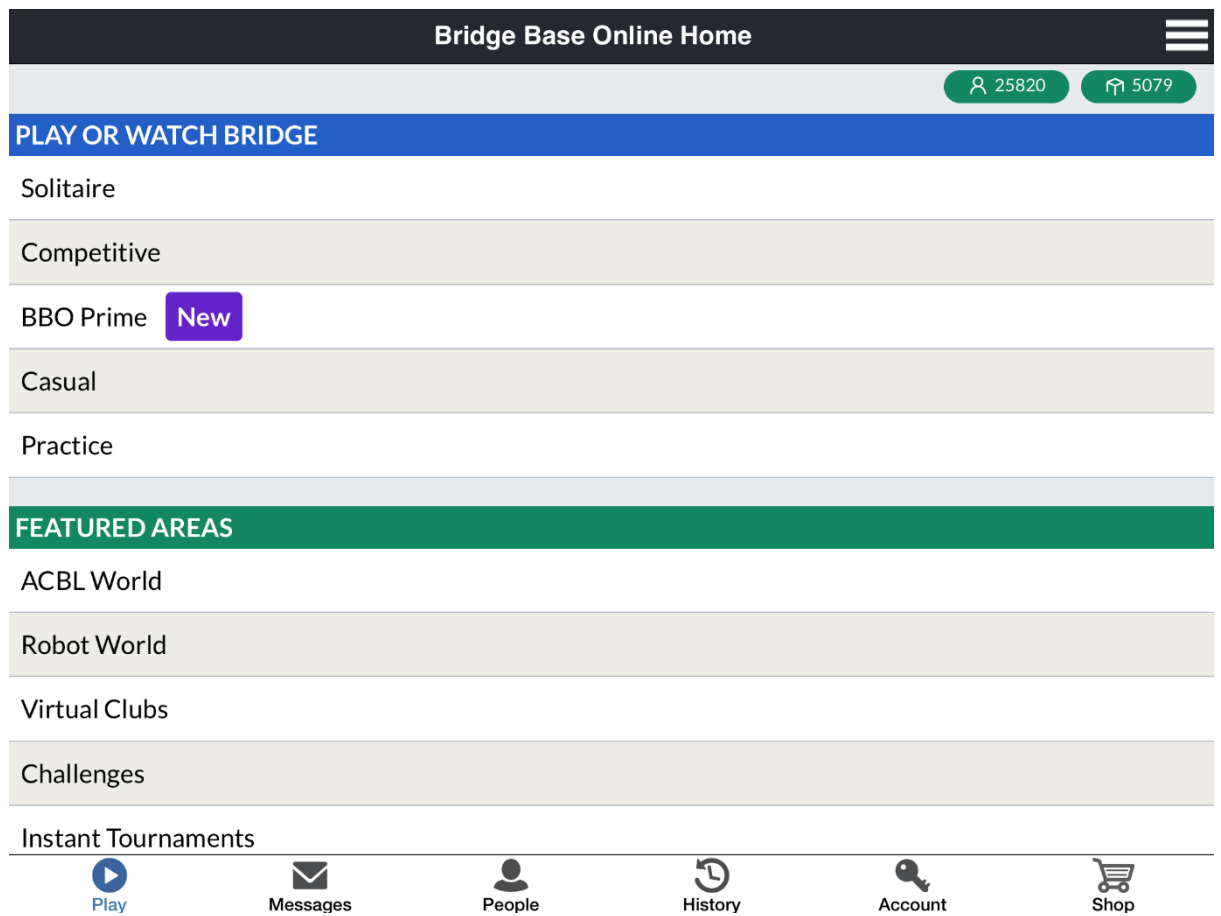 Bridge Base Online Home
25820 5079
PLAY OR WATCH BRIDGE
Solitaire
Competitive
BBO Prime New
Casual
Practice
FEATURED AREAS
ACBL World
Robot World
Virtual Clubs
Challenges
Instant Tournaments
Play Messages People History Account Shop